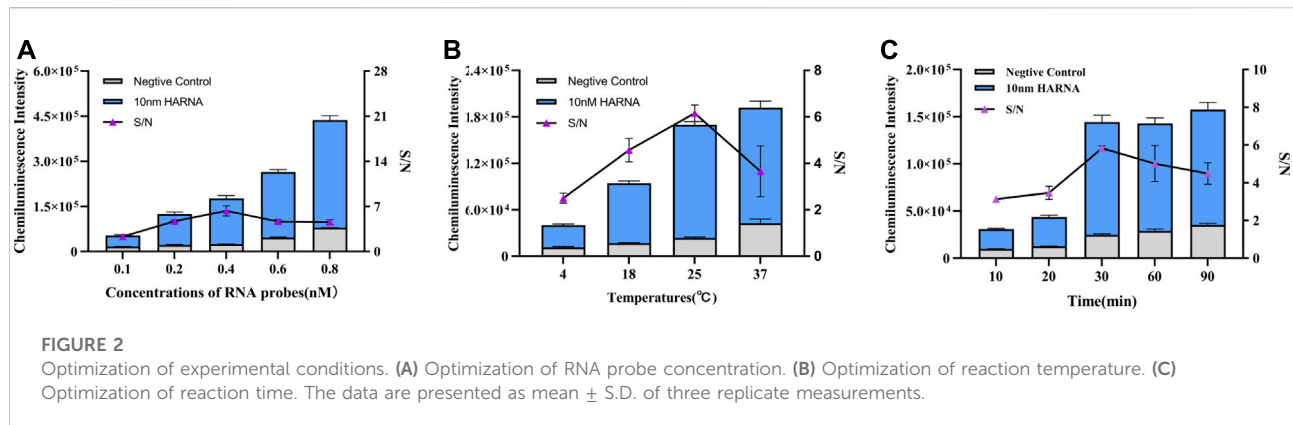 A
Negtive Control
10nm HARNA
S/N
Chemiluminescence Intensity
6.0×10⁵
4.5×10⁵
3.0×10⁵
1.5×10⁵
0
28
21
14
7
0
S/N
0.1 0.2 0.4 0.6 0.8
Concentrations of RNA probes(nM)
B
Negtive Control
10nM HARNA
S/N
Chemiluminescence Intensity
2.4×10⁵
1.8×10⁵
1.2×10⁵
6.0×10⁴
0
8
6
4
2
0
S/N
4 18 25 37
Temperatures(℃)
C
Negtive Control
10nM HARNA
S/N
Chemiluminescence Intensity
2.0×10⁵
1.5×10⁵
1.0×10⁵
5.0×10⁴
0
10
8
6
4
2
0
S/N
10 20 30 60 90
Time(min)
FIGURE 2
Optimization of experimental conditions. (A) Optimization of RNA probe concentration. (B) Optimization of reaction temperature. (C)
Optimization of reaction time. The data are presented as mean ± S.D. of three replicate measurements.